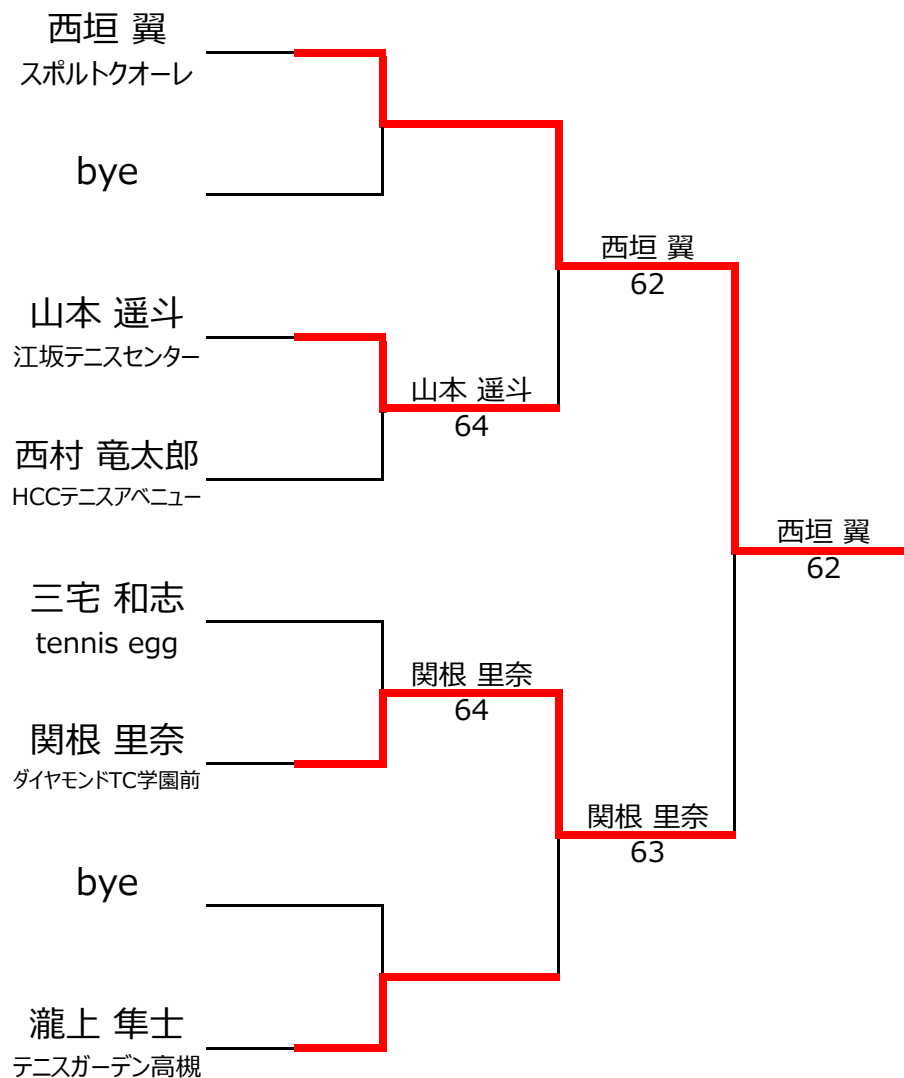 西垣 翼
スポルトクオーレ
bye
西垣 翼
62
山本 遥斗
江坂テニスセンター
山本 遥斗
64
西村 竜太郎
HCCテニスアベニュー
西垣 翼
62
三宅 和志
tennis egg
関根 里奈
64
関根 里奈
ダイヤモンドTC学園前
関根 里奈
63
bye
瀧上 隼士
テニスガーデン高槻